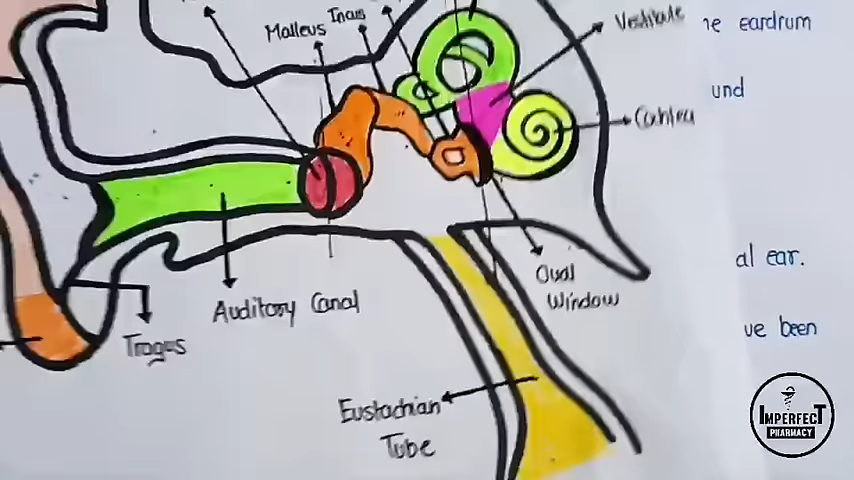 Malleus
Incus
Vestibule
ne eardrum
und
Cochlea
al ear.
Oval
Window
Auditory Canal
ve been
Tragus
Eustachian
Tube
IMPERFECT
PHARMACY